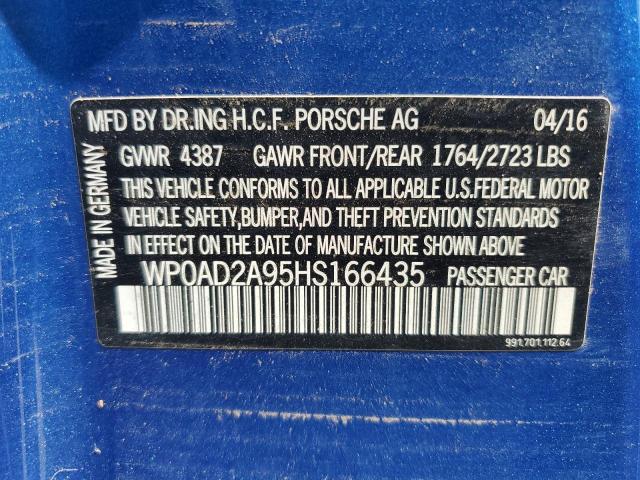 MFD BY DR.ING H.C.F. PORSCHE AG 04/16
GVWR 4387 GAWR FRONT/REAR 1764/2723 LBS
THIS VEHICLE CONFORMS TO ALL APPLICABLE U.S.FEDERAL MOTOR
VEHICLE SAFETY,BUMPER,AND THEFT PREVENTION STANDARDS
IN EFFECT ON THE DATE OF MANUFACTURE SHOWN ABOVE.
WP0AD2A95HS166435 PASSENGER CAR
991.701.112.64
MADE IN GERMANY